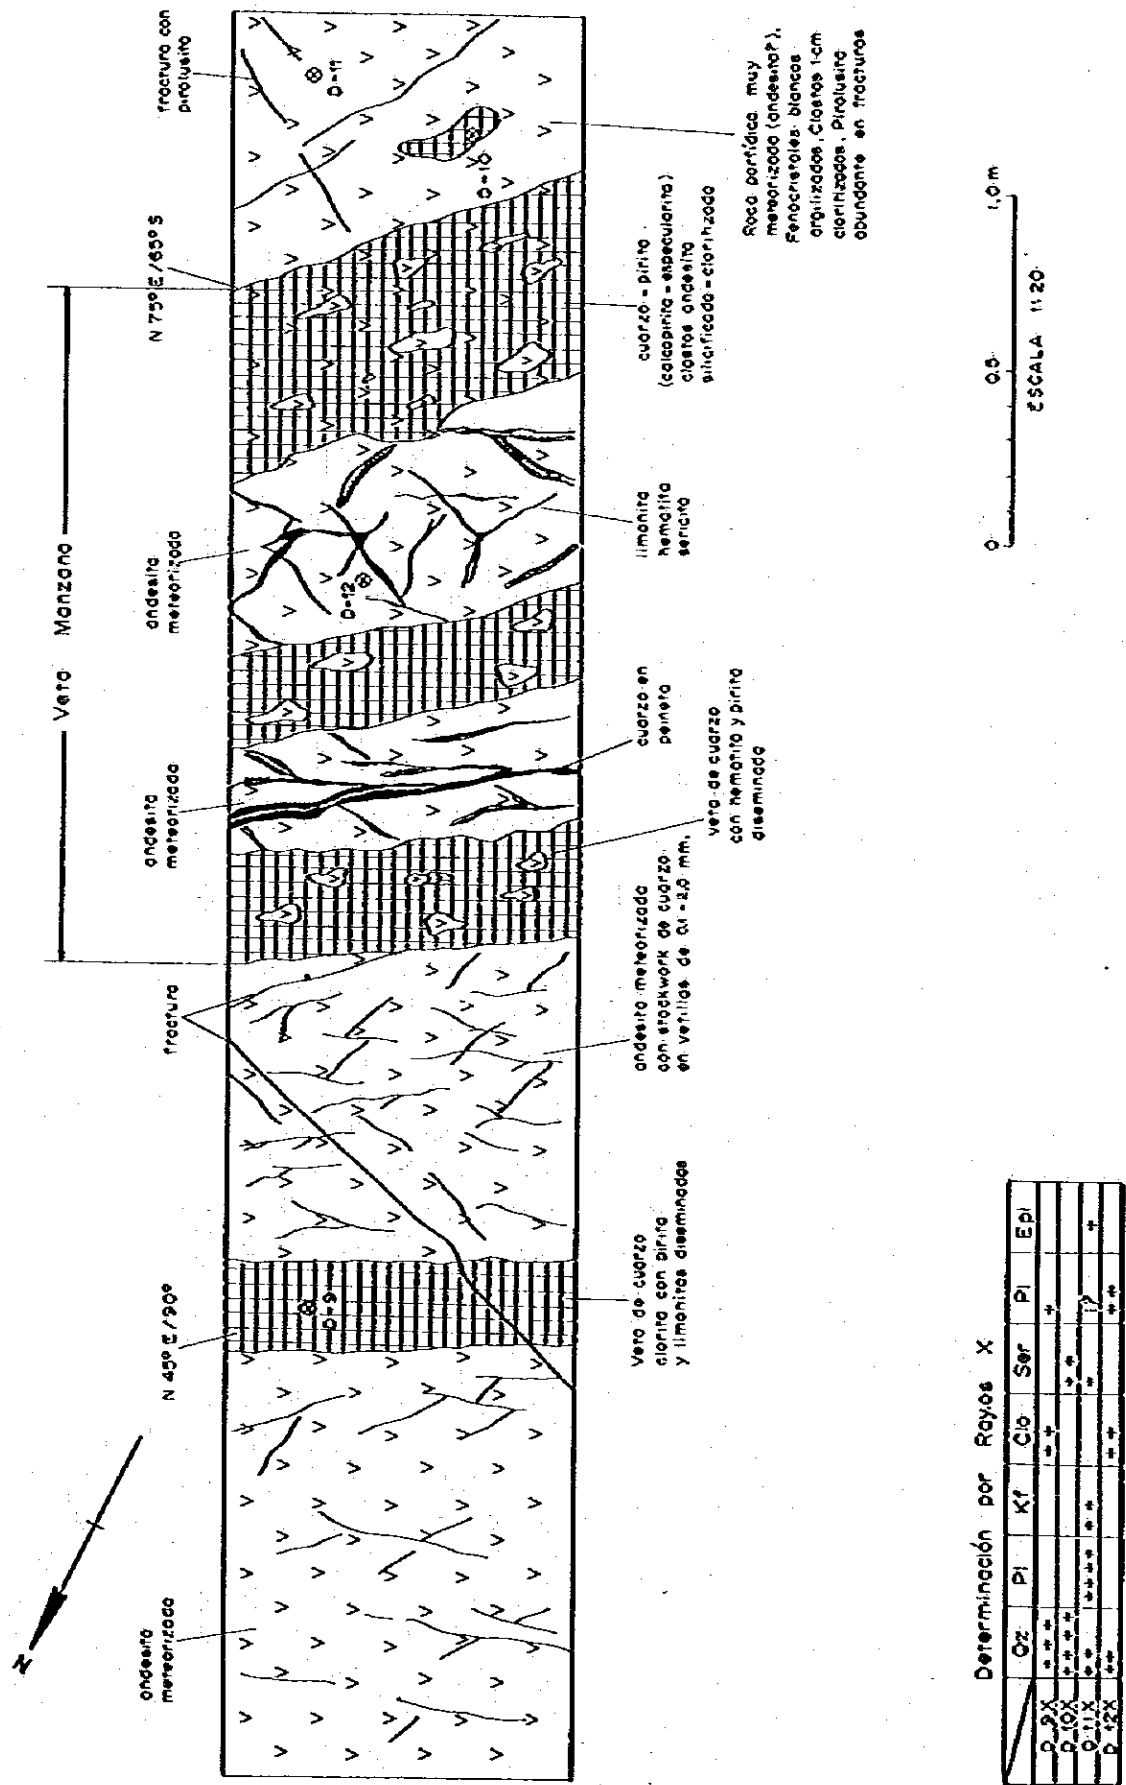 Veta Manzano
N
andesita
meteorizada
N 45º E/90º
fractura
andesita
meteorizada
andesita
meteorizada
N 75º E/65º S
fractura con
pirolusita
D-9
D-12
D-10
D-11
Veta de cuarzo
clorita con pirita
y limonitas diseminadas
andesita meteorizada
con stockwork de cuarzo
en vetillas de 0.1 - 2,0 mm.
veta de cuarzo
con hematita y pirita
diseminada
cuarzo en
peineta
limonita
hematita
sericita
cuarzo - pirita
(calcopirita - especularita)
clastos andesita
silicificada - cloritizada
Roca porfídica muy
meteorizada (andesita?).
Fenocristales blancos
argilizados, Clastos 1cm
cloritizados, Pirolusita
abundante en fracturas
0 0.5 1,0 m
ESCALA 1:20
Determinación por Rayos X
Qz Pl Kf Clo Ser Pi Epi
D 9X +++ ++ +
D 10X ++++ ++
D 11X ++ ++++ +++ + 1? +
D 12X ++ ++ ++